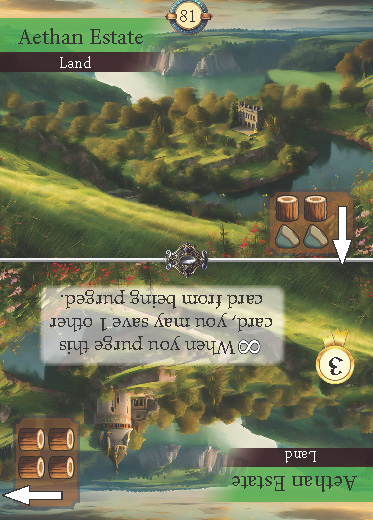 81
Aethan Estate
Land
Aethan Estate
Land
3
∞ When you purge this
card, you may save 1 other
card from being purged.